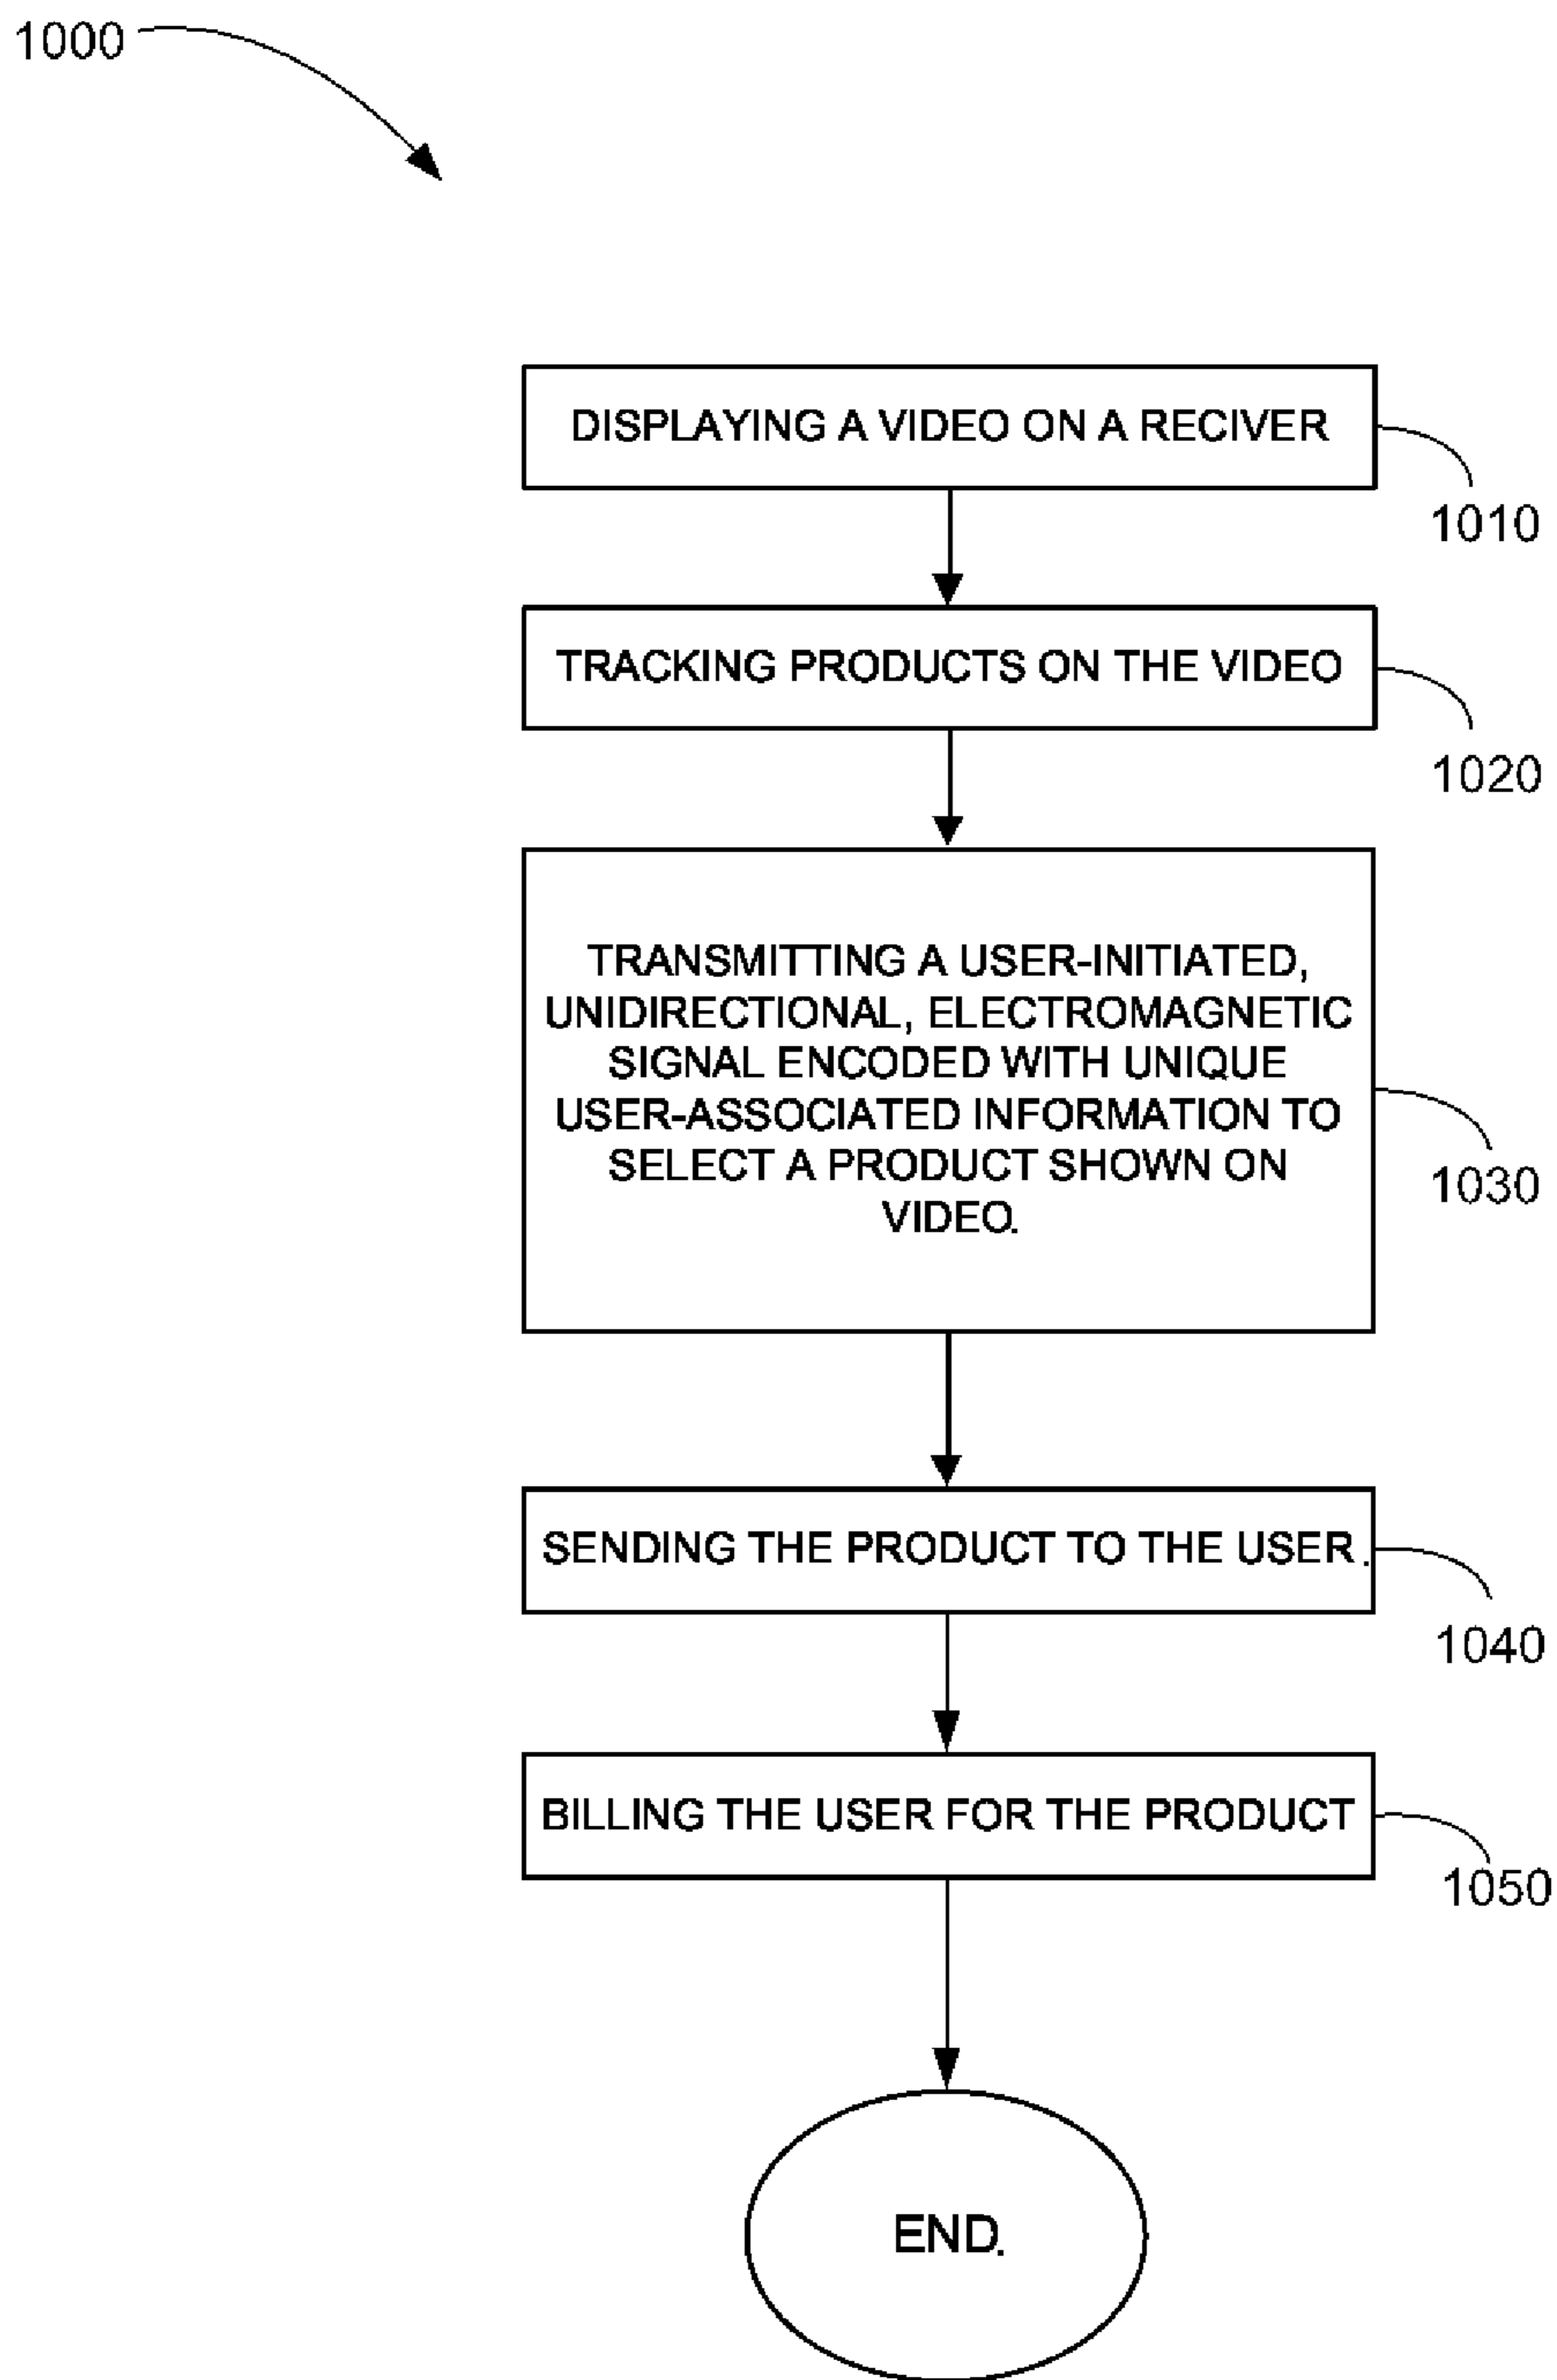 1000
DISPLAYING A VIDEO ON A RECIVER
1010
TRACKING PRODUCTS ON THE VIDEO
1020
TRANSMITTING A USER-INITIATED,
UNIDIRECTIONAL, ELECTROMAGNETIC
SIGNAL ENCODED WITH UNIQUE
USER-ASSOCIATED INFORMATION TO
SELECT A PRODUCT SHOWN ON
VIDEO.
1030
SENDING THE PRODUCT TO THE USER.
1040
BILLING THE USER FOR THE PRODUCT
1050
END.